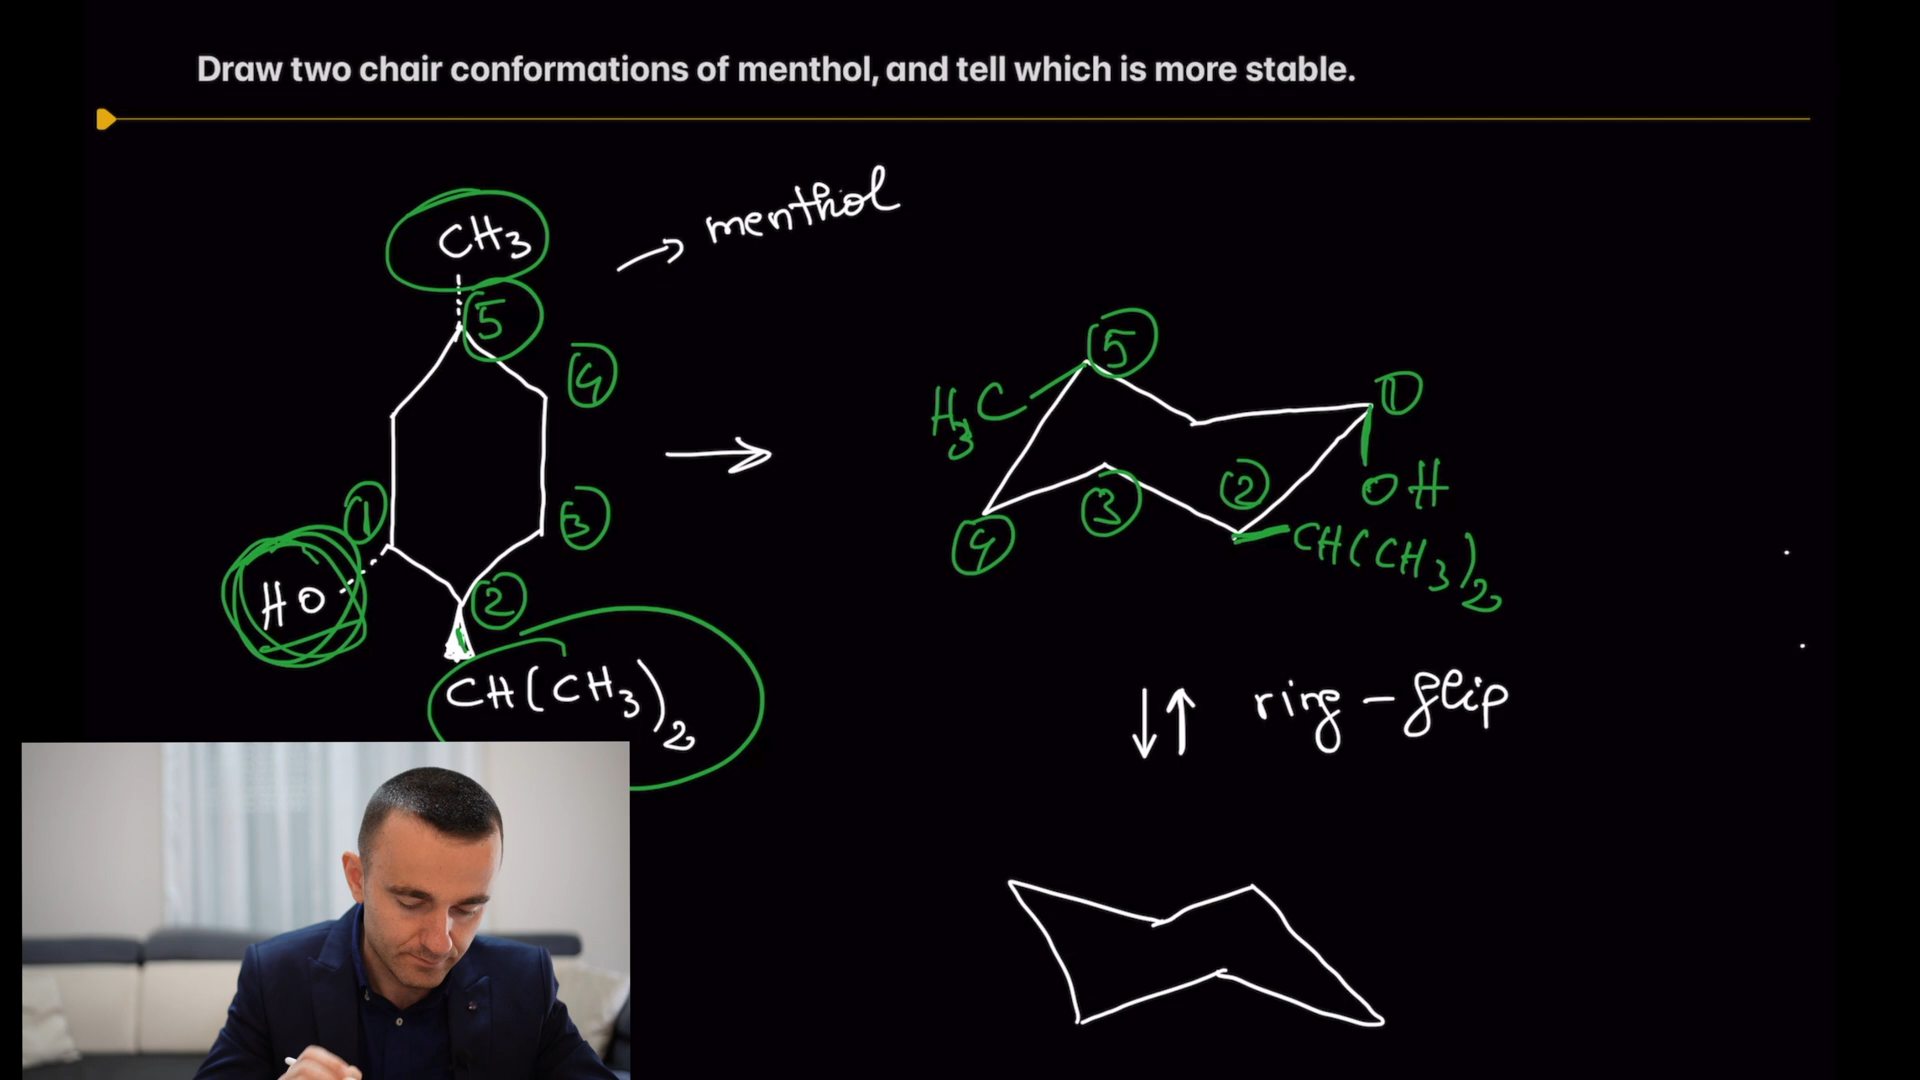 Draw two chair conformations of menthol, and tell which is more stable.
CH3
→ menthol
5
4
1
3
HO
2
CH(CH3)2
→
5
1
H3C
2
OH
3
4
CH(CH3)2
↓↑ ring-flip